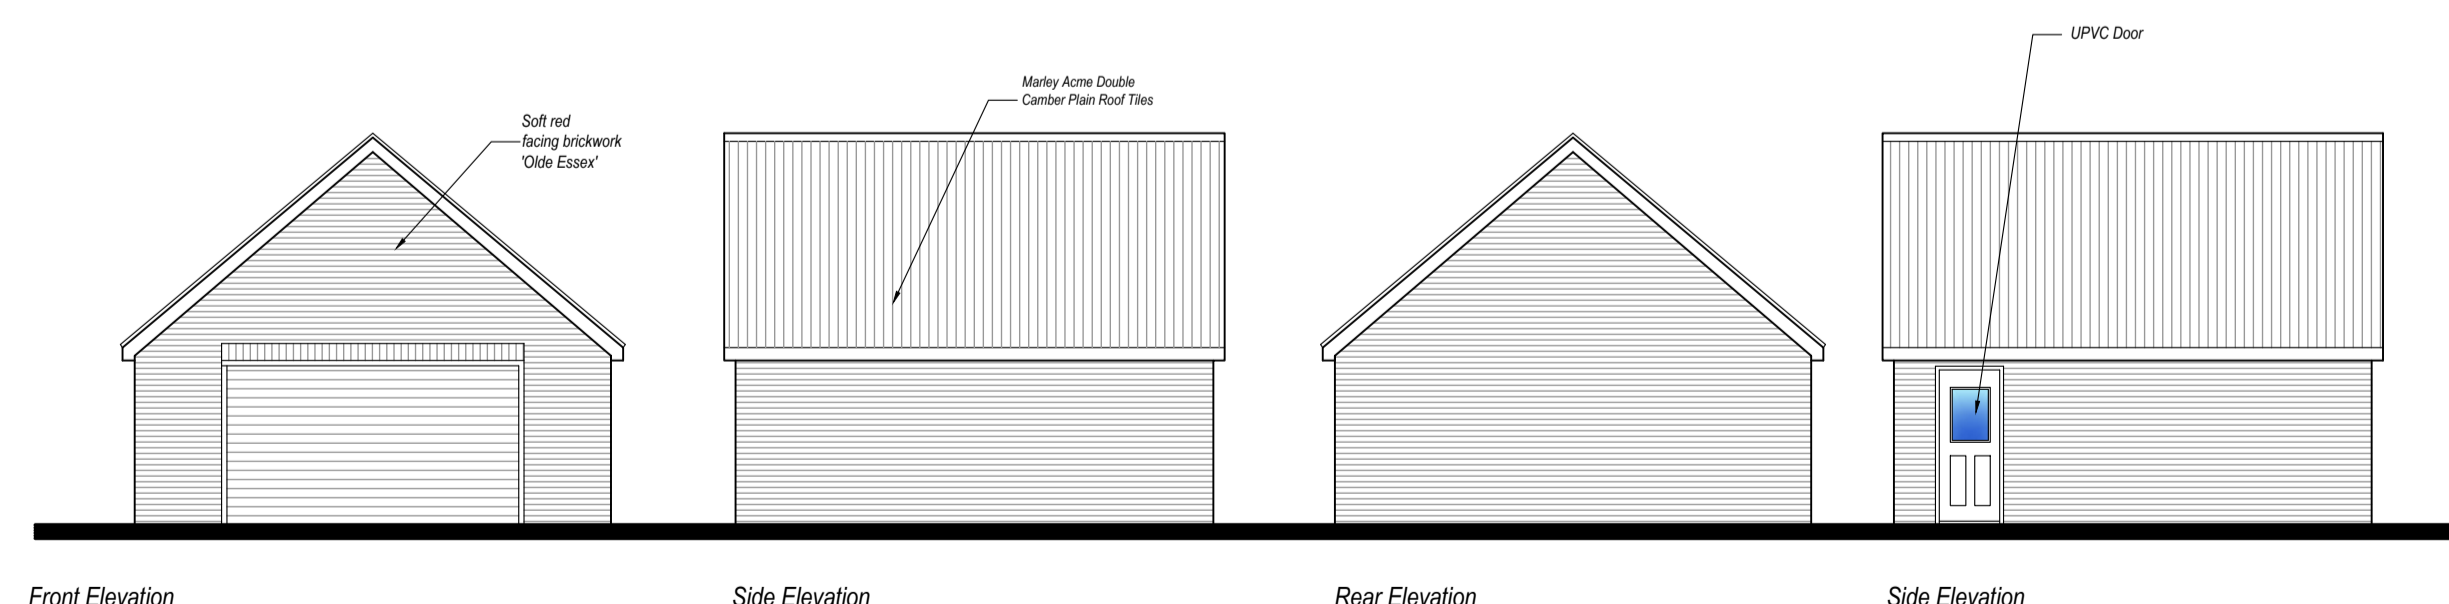 UPVC Door
Marley Acme Double
Camber Plain Roof Tiles
Soft red
facing brickwork
'Olde Essex'
Front Elevation
Side Elevation
Rear Elevation
Side Elevation